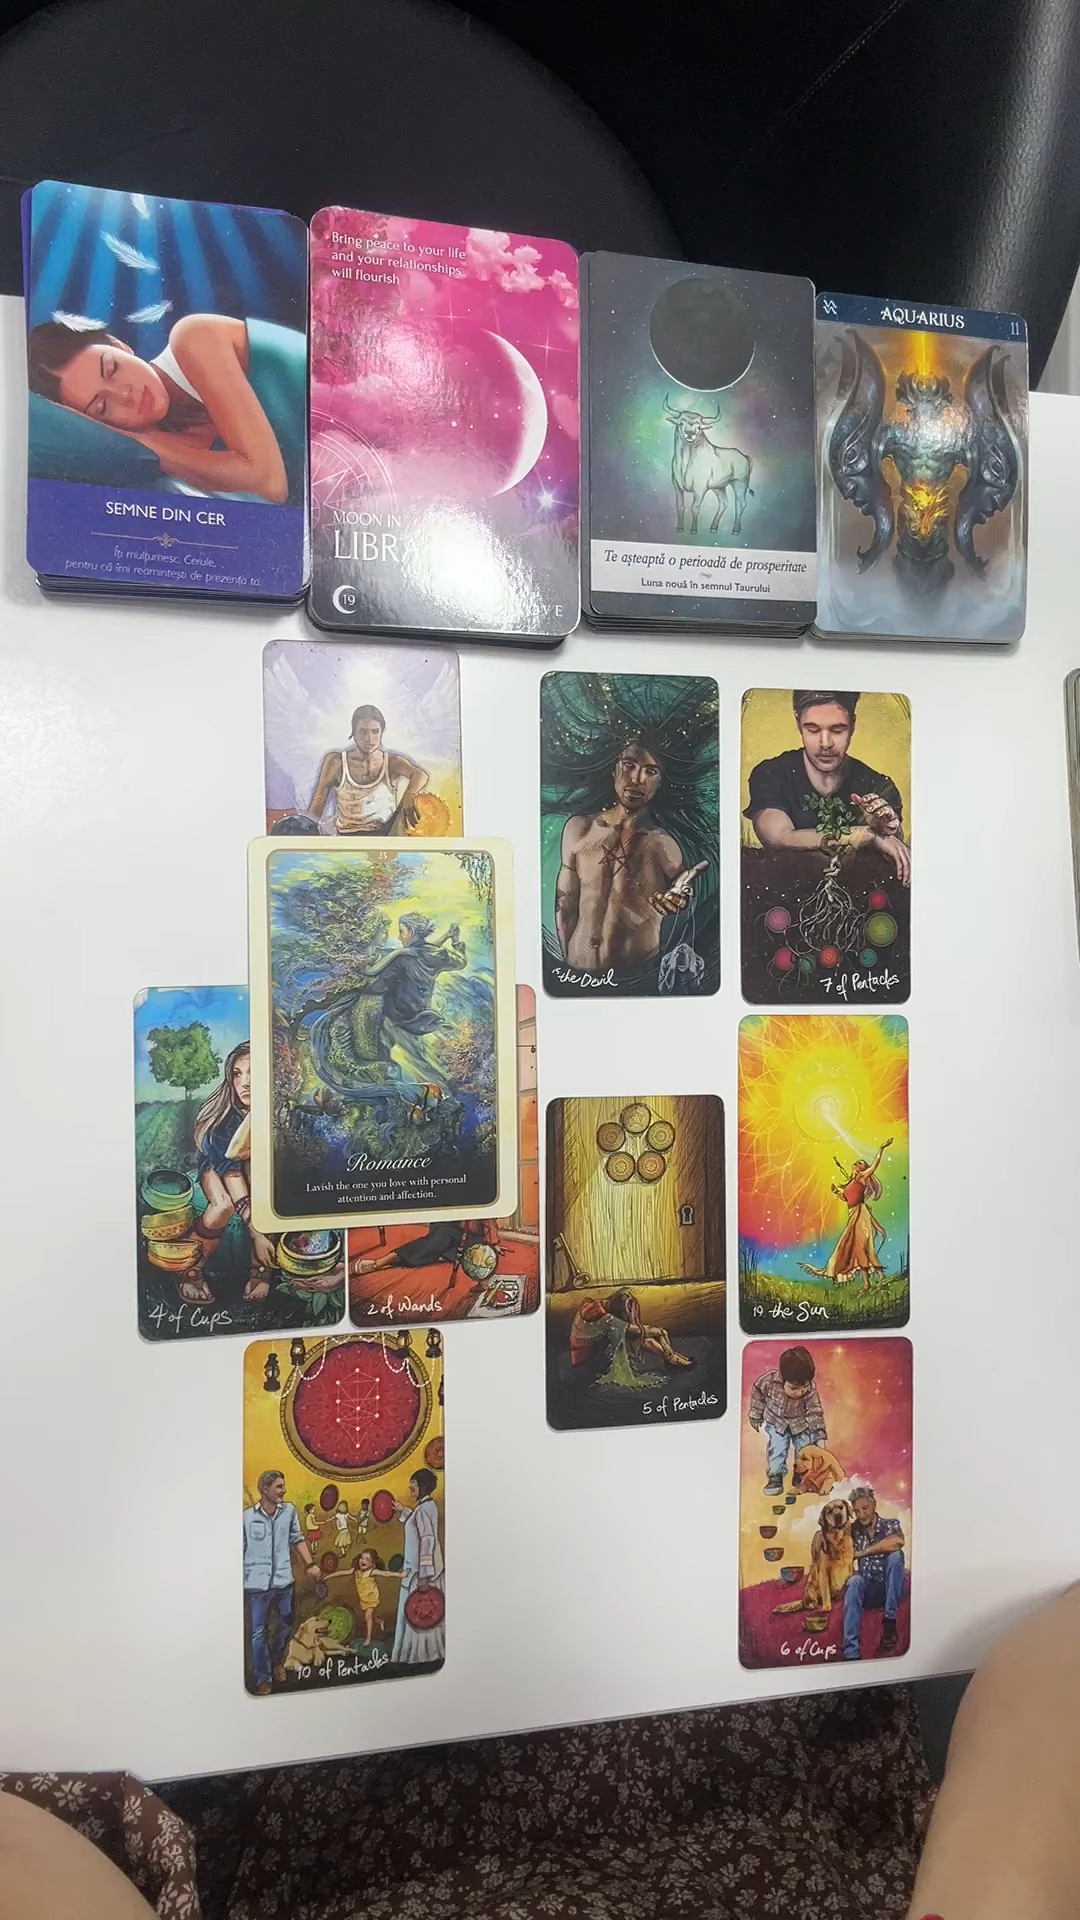 SEMNE DIN CER
Îți mulțumesc, Cerule,
pentru că îmi reamintești de prezența ta.
Bring peace to your life
and your relationships
will flourish
MOON IN
LIBRA
19
Te așteaptă o perioadă de prosperitate
Luna nouă în semnul Taurului
AQUARIUS
11
15 the Devil
7 of Pentacles
25
Romance
Lavish the one you love with personal
attention and affection.
4 of Cups
2 of Wands
5 of Pentacles
19 the Sun
10 of Pentacles
6 of Cups